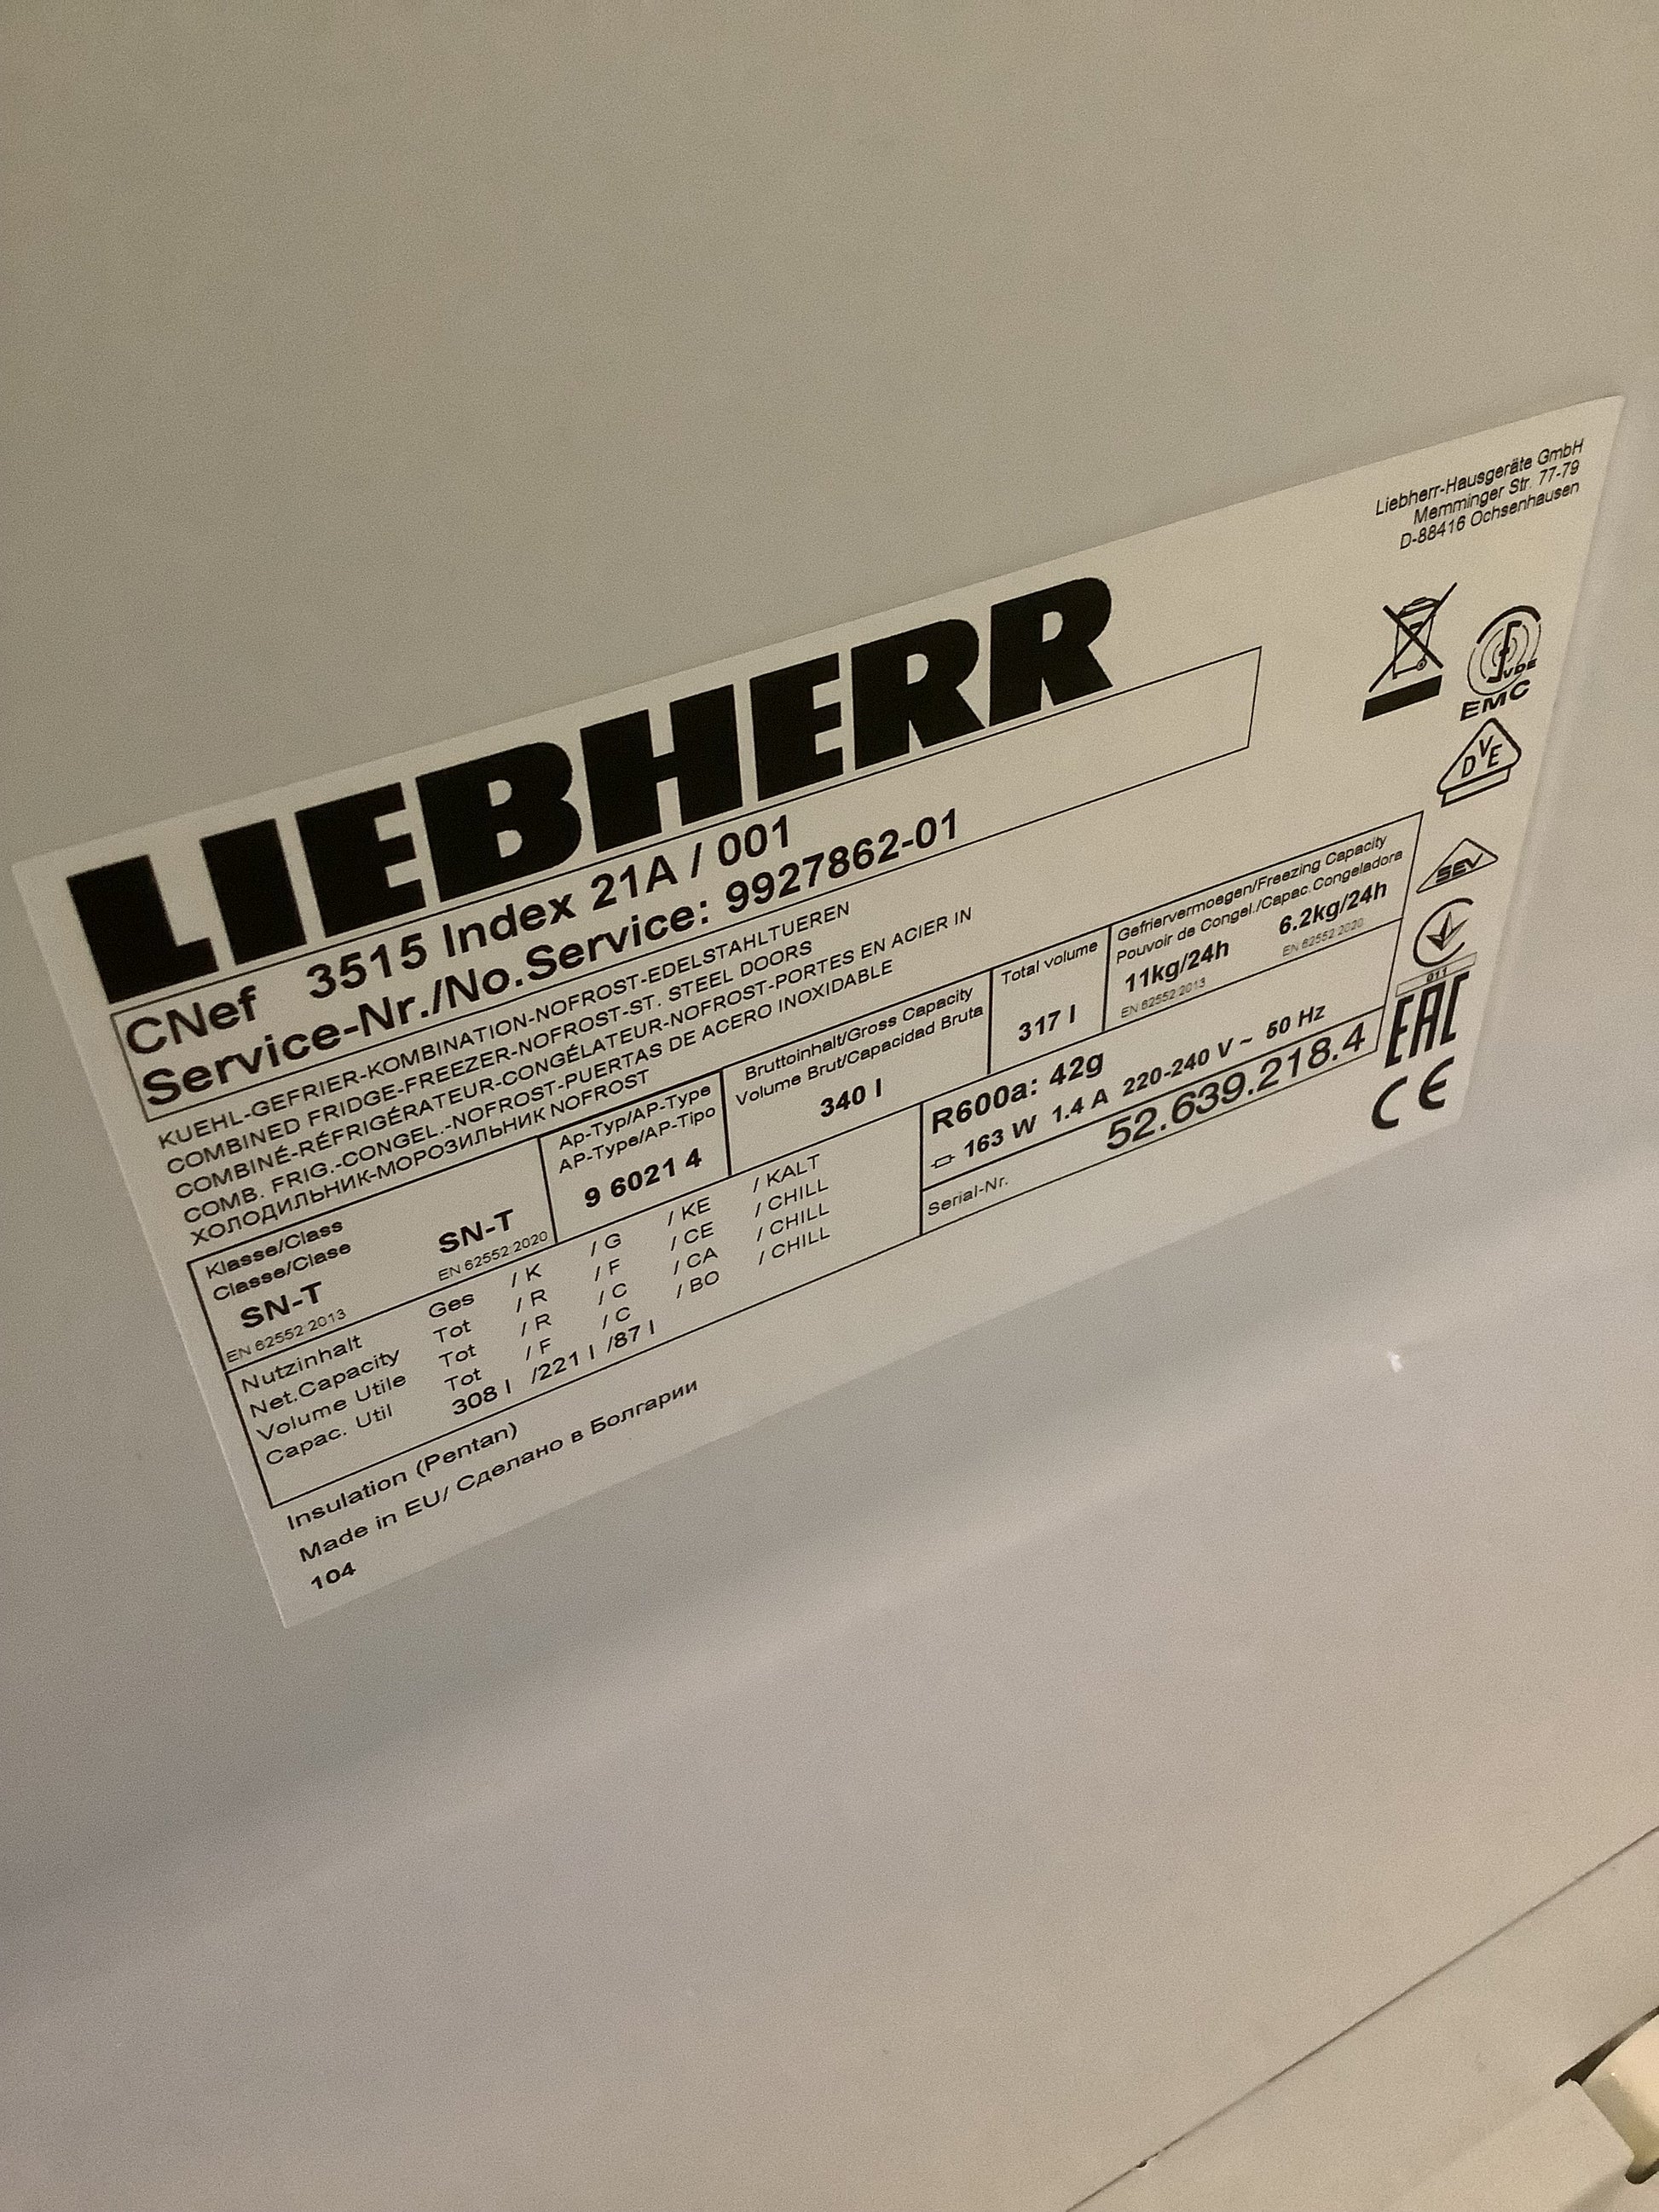 Liebherr-Hausgeräte GmbH
Memminger Str. 77-79
D-88416 Ochsenhausen
LIEBHERR
CNef 3515 Index 21A / 001
Service-Nr./No.Service: 9927862-01
KUEHL-GEFRIER-KOMBINATION-NOFROST-EDELSTAHLTUEREN
COMBINED FRIDGE-FREEZER-NOFROST-ST. STEEL DOORS
COMBINÉ-RÉFRIGÉRATEUR-CONGÉLATEUR-NOFROST-PORTES EN ACIER IN
COMB. FRIG.-CONGEL.-NOFROST-PUERTAS DE ACERO INOXIDABLE
ХОЛОДИЛЬНИК-МОРОЗИЛЬНИК NOFROST
Klasse/Class
Classe/Clase
SN-T SN-T
EN 62552:2013 EN 62552:2020
Ap-Typ/AP-Type
AP-Type/AP-Tipo
9 6021 4
Bruttoinhalt/Gross Capacity
Volume Brut/Capacidad Bruta
340 l
Total volume
317 l
Gefriervermoegen/Freezing Capacity
Pouvoir de Congel./Capac.Congeladora
11kg/24h 6.2kg/24h
EN 62552:2013 EN 62552:2020
Nutzinhalt Ges / K / G / KE / KALT
Net.Capacity Tot / R / F / CE / CHILL
Volume Utile Tot / R / C / CA / CHILL
Capac. Util Tot / F / C / BO / CHILL
308 l /221 l /87 l
R600a: 42g
163 W 1.4 A 220-240 V ~ 50 Hz
Serial-Nr. 52.639.218.4
Insulation (Pentan)
Made in EU/ Сделано в Болгарии
104
VDE
EMC
DVE
SEV
011
EAC
CE